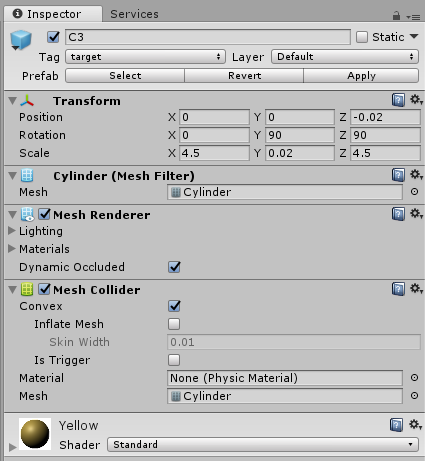 Inspector Services
C3 Static
Tag target Layer Default
Prefab Select Revert Apply
Transform
Position X 0 Y 0 Z -0.02
Rotation X 0 Y 90 Z 90
Scale X 4.5 Y 0.02 Z 4.5
Cylinder (Mesh Filter)
Mesh Cylinder
Mesh Renderer
Lighting
Materials
Dynamic Occluded
Mesh Collider
Convex
Inflate Mesh
Skin Width 0.01
Is Trigger
Material None (Physic Material)
Mesh Cylinder
Yellow
Shader Standard